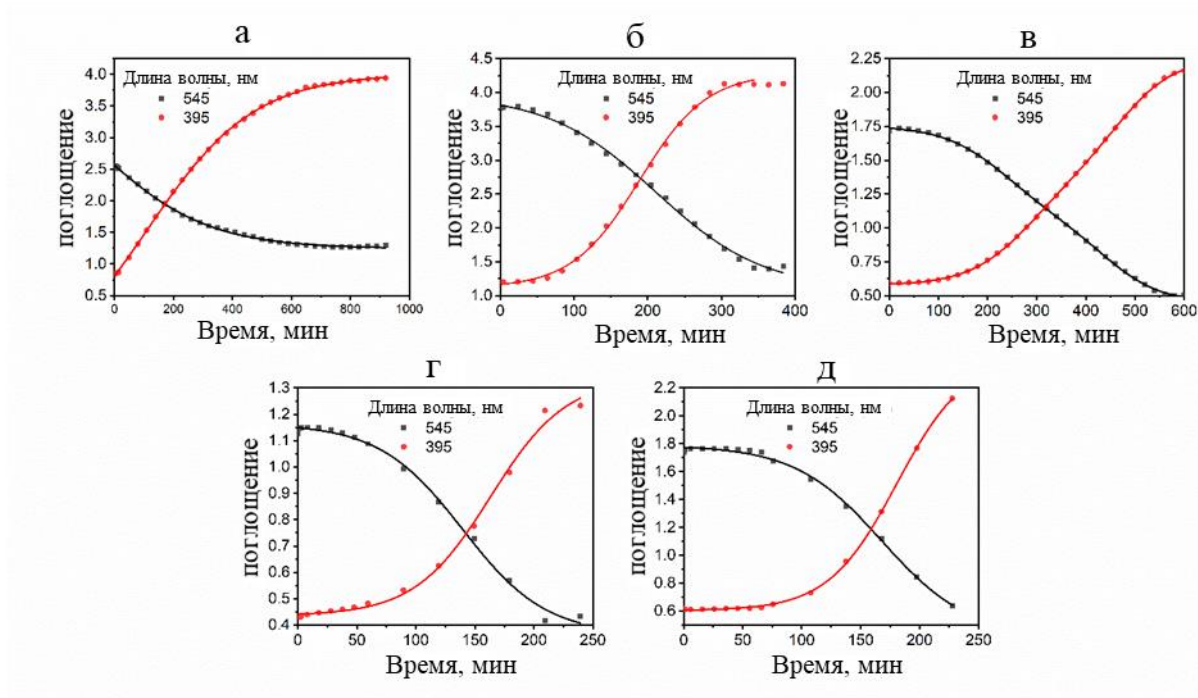 а
Длина волны, нм
545
395
поглощение
4.0
3.5
3.0
2.5
2.0
1.5
1.0
0.5
0 200 400 600 800 1000
Время, мин
б
Длина волны, нм
545
395
поглощение
4.5
4.0
3.5
3.0
2.5
2.0
1.5
1.0
0 100 200 300 400
Время, мин
в
Длина волны, нм
545
395
поглощение
2.25
2.00
1.75
1.50
1.25
1.00
0.75
0.50
0 100 200 300 400 500 600
Время, мин
г
Длина волны, нм
545
395
поглощение
1.3
1.2
1.1
1.0
0.9
0.8
0.7
0.6
0.5
0.4
0 50 100 150 200 250
Время, мин
д
Длина волны, нм
545
395
поглощение
2.2
2.0
1.8
1.6
1.4
1.2
1.0
0.8
0.6
0 50 100 150 200 250
Время, мин